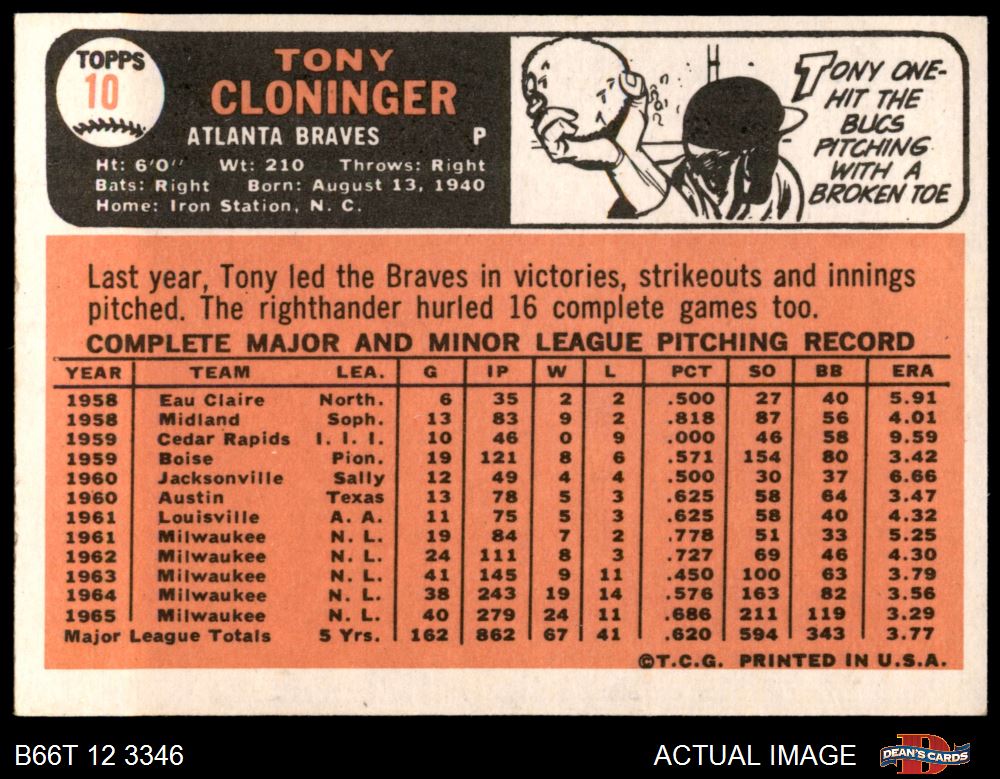 TOPPS
10
TONY
CLONINGER
ATLANTA BRAVES P
Ht: 6'0" Wt: 210 Throws: Right
Bats: Right Born: August 13, 1940
Home: Iron Station, N. C.
TONY ONE-
HIT THE
BUCS
PITCHING
WITH A
BROKEN TOE
Last year, Tony led the Braves in victories, strikeouts and innings
pitched. The righthander hurled 16 complete games too.
COMPLETE MAJOR AND MINOR LEAGUE PITCHING RECORD
YEAR TEAM LEA. G IP W L PCT SO BB ERA
1958 Eau Claire North. 6 35 2 2 .500 27 40 5.91
1958 Midland Soph. 13 83 9 2 .818 87 56 4.01
1959 Cedar Rapids I. I. I. 10 46 0 9 .000 46 58 9.59
1959 Boise Pion. 19 121 8 6 .571 154 80 3.42
1960 Jacksonville Sally 12 49 4 4 .500 30 37 6.66
1960 Austin Texas 13 78 5 3 .625 58 64 3.47
1961 Louisville A. A. 11 75 5 3 .625 58 40 4.32
1961 Milwaukee N. L. 19 84 7 2 .778 51 33 5.25
1962 Milwaukee N. L. 24 111 8 3 .727 69 46 4.30
1963 Milwaukee N. L. 41 145 9 11 .450 100 63 3.79
1964 Milwaukee N. L. 38 243 19 14 .576 163 82 3.56
1965 Milwaukee N. L. 40 279 24 11 .686 211 119 3.29
Major League Totals 5 Yrs. 162 862 67 41 .620 594 343 3.77
©T.C.G. PRINTED IN U.S.A.
B66T 12 3346 ACTUAL IMAGE D DEAN'S CARDS